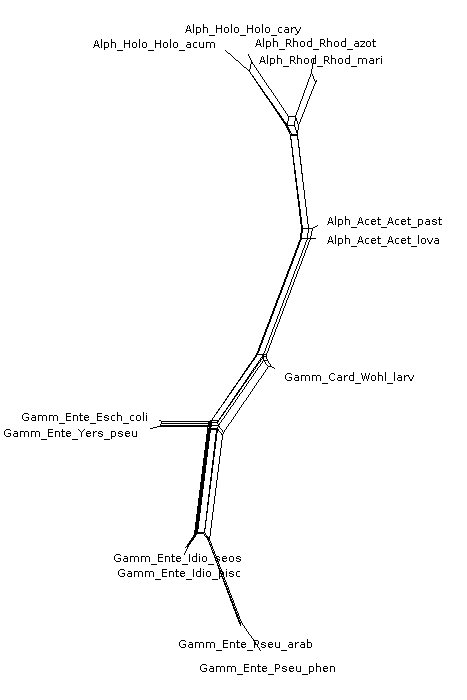 Alph_Holo_Holo_cary
Alph_Holo_Holo_acum
Alph_Rhod_Rhod_azot
Alph_Rhod_Rhod_mari
Alph_Acet_Acet_past
Alph_Acet_Acet_lova
Gamm_Card_Wohl_larv
Gamm_Ente_Esch_coli
Gamm_Ente_Yers_pseu
Gamm_Ente_Idio_seos
Gamm_Ente_Idio_pisc
Gamm_Ente_Pseu_arab
Gamm_Ente_Pseu_phen